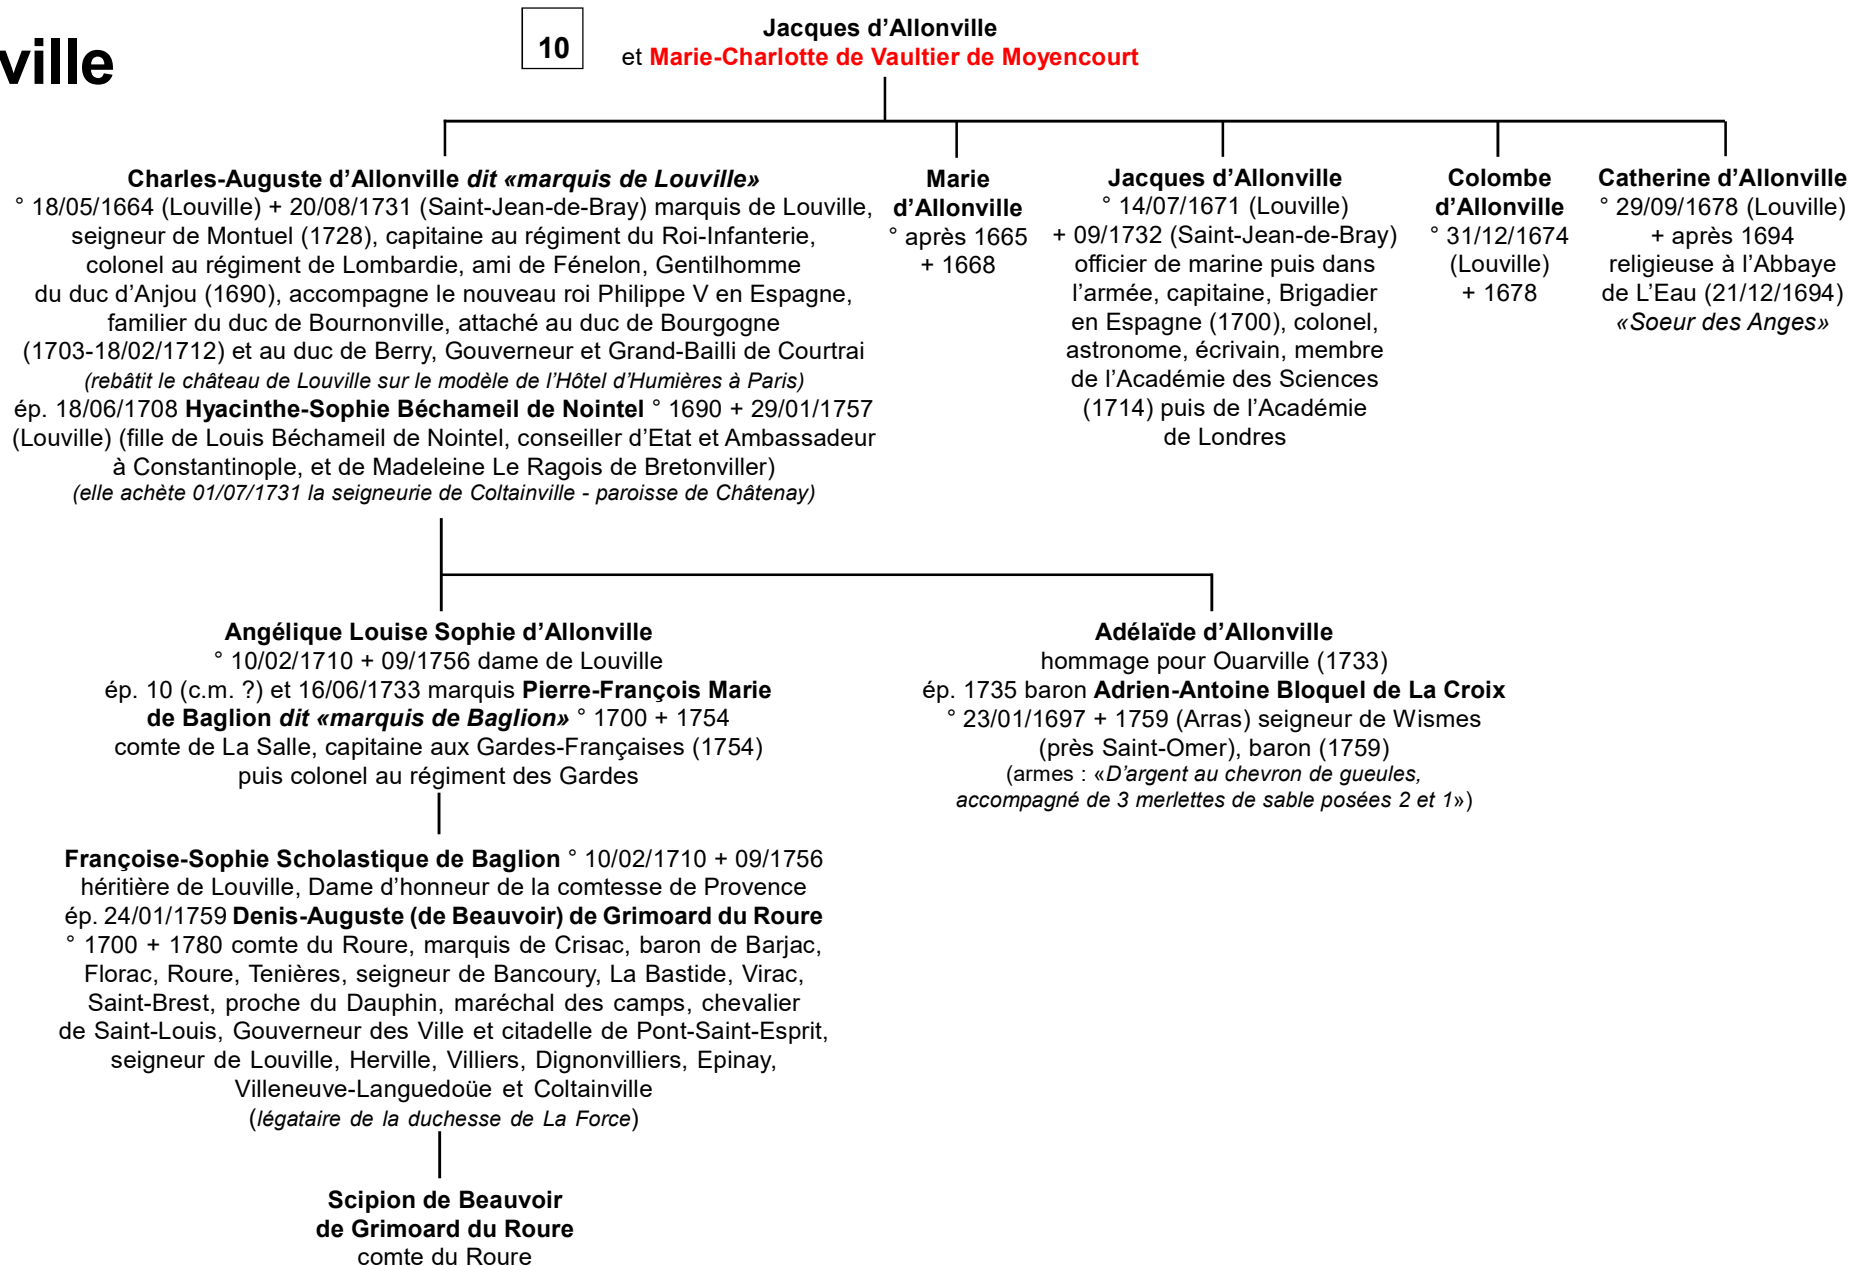 ville
10
Jacques d’Allonville
et Marie-Charlotte de Vaultier de Moyencourt
Charles-Auguste d’Allonville dit «marquis de Louville»
° 18/05/1664 (Louville) + 20/08/1731 (Saint-Jean-de-Bray) marquis de Louville,
seigneur de Montuel (1728), capitaine au régiment du Roi-Infanterie,
colonel au régiment de Lombardie, ami de Fénelon, Gentilhomme
du duc d’Anjou (1690), accompagne le nouveau roi Philippe V en Espagne,
familier du duc de Bournonville, attaché au duc de Bourgogne
(1703-18/02/1712) et au duc de Berry, Gouverneur et Grand-Bailli de Courtrai
(rebâtit le château de Louville sur le modèle de l’Hôtel d’Humières à Paris)
ép. 18/06/1708 Hyacinthe-Sophie Béchameil de Nointel ° 1690 + 29/01/1757
(Louville) (fille de Louis Béchameil de Nointel, conseiller d’Etat et Ambassadeur
à Constantinople, et de Madeleine Le Ragois de Bretonviller)
(elle achète 01/07/1731 la seigneurie de Coltainville - paroisse de Châtenay)
Marie
d’Allonville
° après 1665
+ 1668
Jacques d’Allonville
° 14/07/1671 (Louville)
+ 09/1732 (Saint-Jean-de-Bray)
officier de marine puis dans
l’armée, capitaine, Brigadier
en Espagne (1700), colonel,
astronome, écrivain, membre
de l’Académie des Sciences
(1714) puis de l’Académie
de Londres
Colombe
d’Allonville
° 31/12/1674
(Louville)
+ 1678
Catherine d’Allonville
° 29/09/1678 (Louville)
+ après 1694
religieuse à l’Abbaye
de L’Eau (21/12/1694)
«Soeur des Anges»
Angélique Louise Sophie d’Allonville
° 10/02/1710 + 09/1756 dame de Louville
ép. 10 (c.m. ?) et 16/06/1733 marquis Pierre-François Marie
de Baglion dit «marquis de Baglion» ° 1700 + 1754
comte de La Salle, capitaine aux Gardes-Françaises (1754)
puis colonel au régiment des Gardes
Adélaïde d’Allonville
hommage pour Ouarville (1733)
ép. 1735 baron Adrien-Antoine Bloquel de La Croix
° 23/01/1697 + 1759 (Arras) seigneur de Wismes
(près Saint-Omer), baron (1759)
(armes : «D’argent au chevron de gueules,
accompagné de 3 merlettes de sable posées 2 et 1»)
Françoise-Sophie Scholastique de Baglion ° 10/02/1710 + 09/1756
héritière de Louville, Dame d’honneur de la comtesse de Provence
ép. 24/01/1759 Denis-Auguste (de Beauvoir) de Grimoard du Roure
° 1700 + 1780 comte du Roure, marquis de Crisac, baron de Barjac,
Florac, Roure, Tenières, seigneur de Bancoury, La Bastide, Virac,
Saint-Brest, proche du Dauphin, maréchal des camps, chevalier
de Saint-Louis, Gouverneur des Ville et citadelle de Pont-Saint-Esprit,
seigneur de Louville, Herville, Villiers, Dignonvilliers, Epinay,
Villeneuve-Languedoüe et Coltainville
(légataire de la duchesse de La Force)
Scipion de Beauvoir
de Grimoard du Roure
comte du Roure